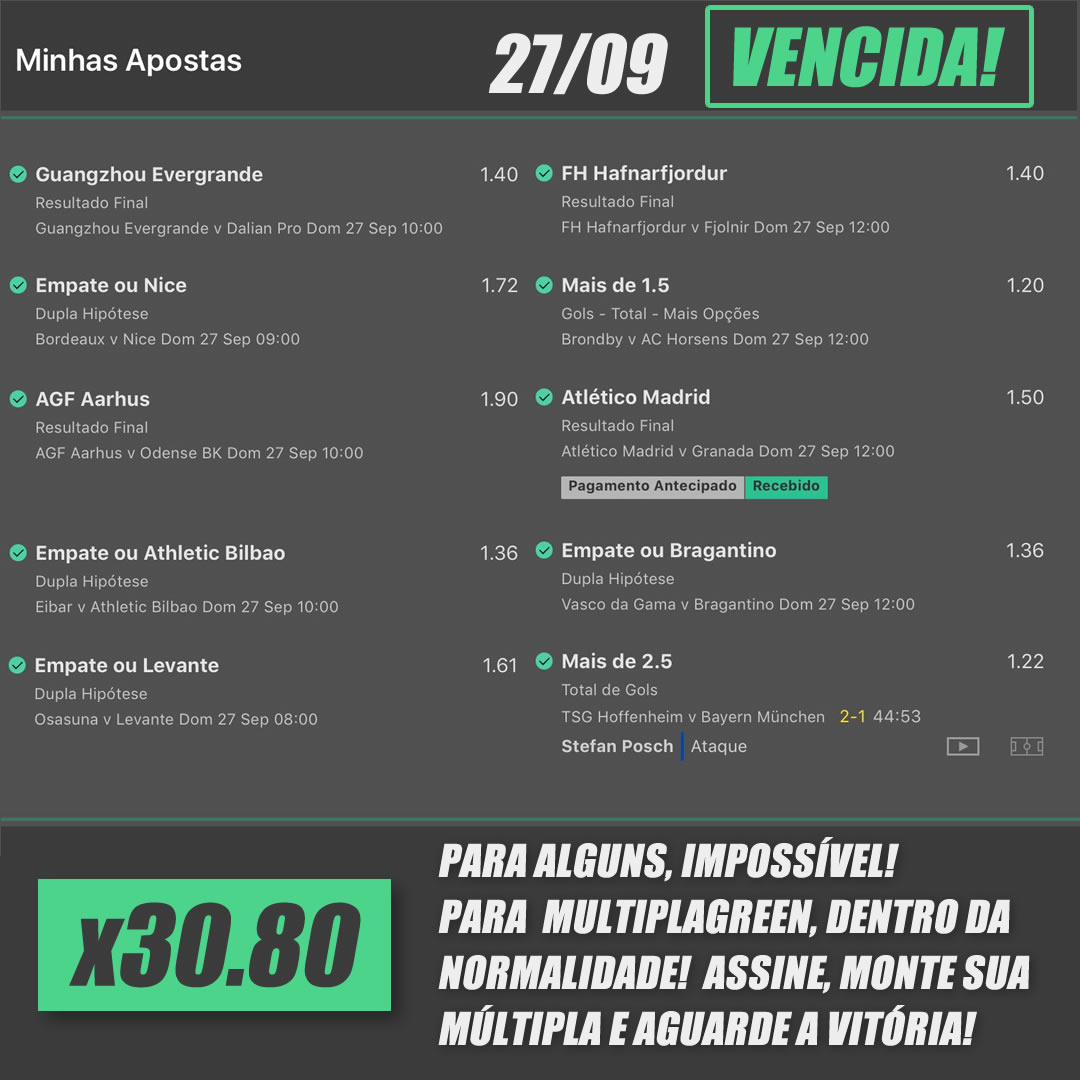 Minhas Apostas
27/09
VENCIDA!
Guangzhou Evergrande 1.40
Resultado Final
Guangzhou Evergrande v Dalian Pro Dom 27 Sep 10:00
Empate ou Nice 1.72
Dupla Hipótese
Bordeaux v Nice Dom 27 Sep 09:00
AGF Aarhus 1.90
Resultado Final
AGF Aarhus v Odense BK Dom 27 Sep 10:00
Empate ou Athletic Bilbao 1.36
Dupla Hipótese
Eibar v Athletic Bilbao Dom 27 Sep 10:00
Empate ou Levante 1.61
Dupla Hipótese
Osasuna v Levante Dom 27 Sep 08:00
FH Hafnarfjordur 1.40
Resultado Final
FH Hafnarfjordur v Fjolnir Dom 27 Sep 12:00
Mais de 1.5 1.20
Gols - Total - Mais Opções
Brondby v AC Horsens Dom 27 Sep 12:00
Atlético Madrid 1.50
Resultado Final
Atlético Madrid v Granada Dom 27 Sep 12:00
Pagamento Antecipado Recebido
Empate ou Bragantino 1.36
Dupla Hipótese
Vasco da Gama v Bragantino Dom 27 Sep 12:00
Mais de 2.5 1.22
Total de Gols
TSG Hoffenheim v Bayern München 2-1 44:53
Stefan Posch Ataque
x30.80
PARA ALGUNS, IMPOSSÍVEL!
PARA MULTIPLAGREEN, DENTRO DA
NORMALIDADE! ASSINE, MONTE SUA
MÚLTIPLA E AGUARDE A VITÓRIA!